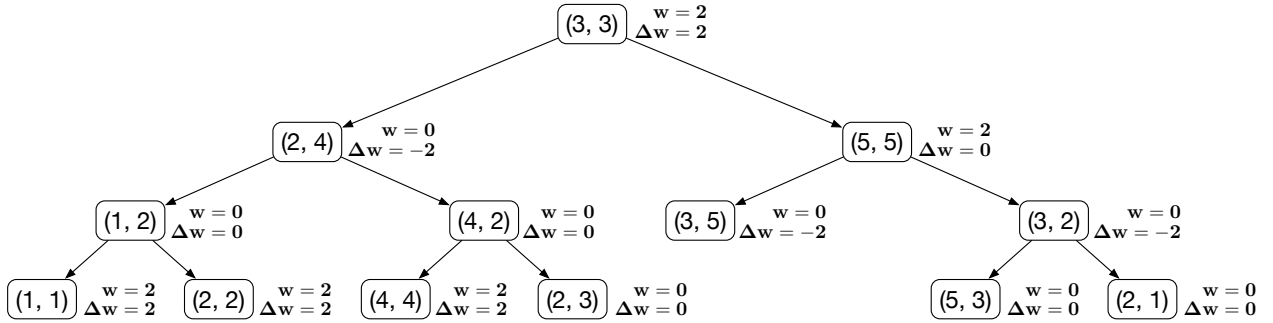 (3, 3)
w = 2
Δw = 2
(2, 4)
w = 0
Δw = −2
(5, 5)
w = 2
Δw = 0
(1, 2)
w = 0
Δw = 0
(4, 2)
w = 0
Δw = 0
(3, 5)
w = 0
Δw = −2
(3, 2)
w = 0
Δw = −2
(1, 1)
w = 2
Δw = 2
(2, 2)
w = 2
Δw = 2
(4, 4)
w = 2
Δw = 2
(2, 3)
w = 0
Δw = 0
(5, 3)
w = 0
Δw = 0
(2, 1)
w = 0
Δw = 0